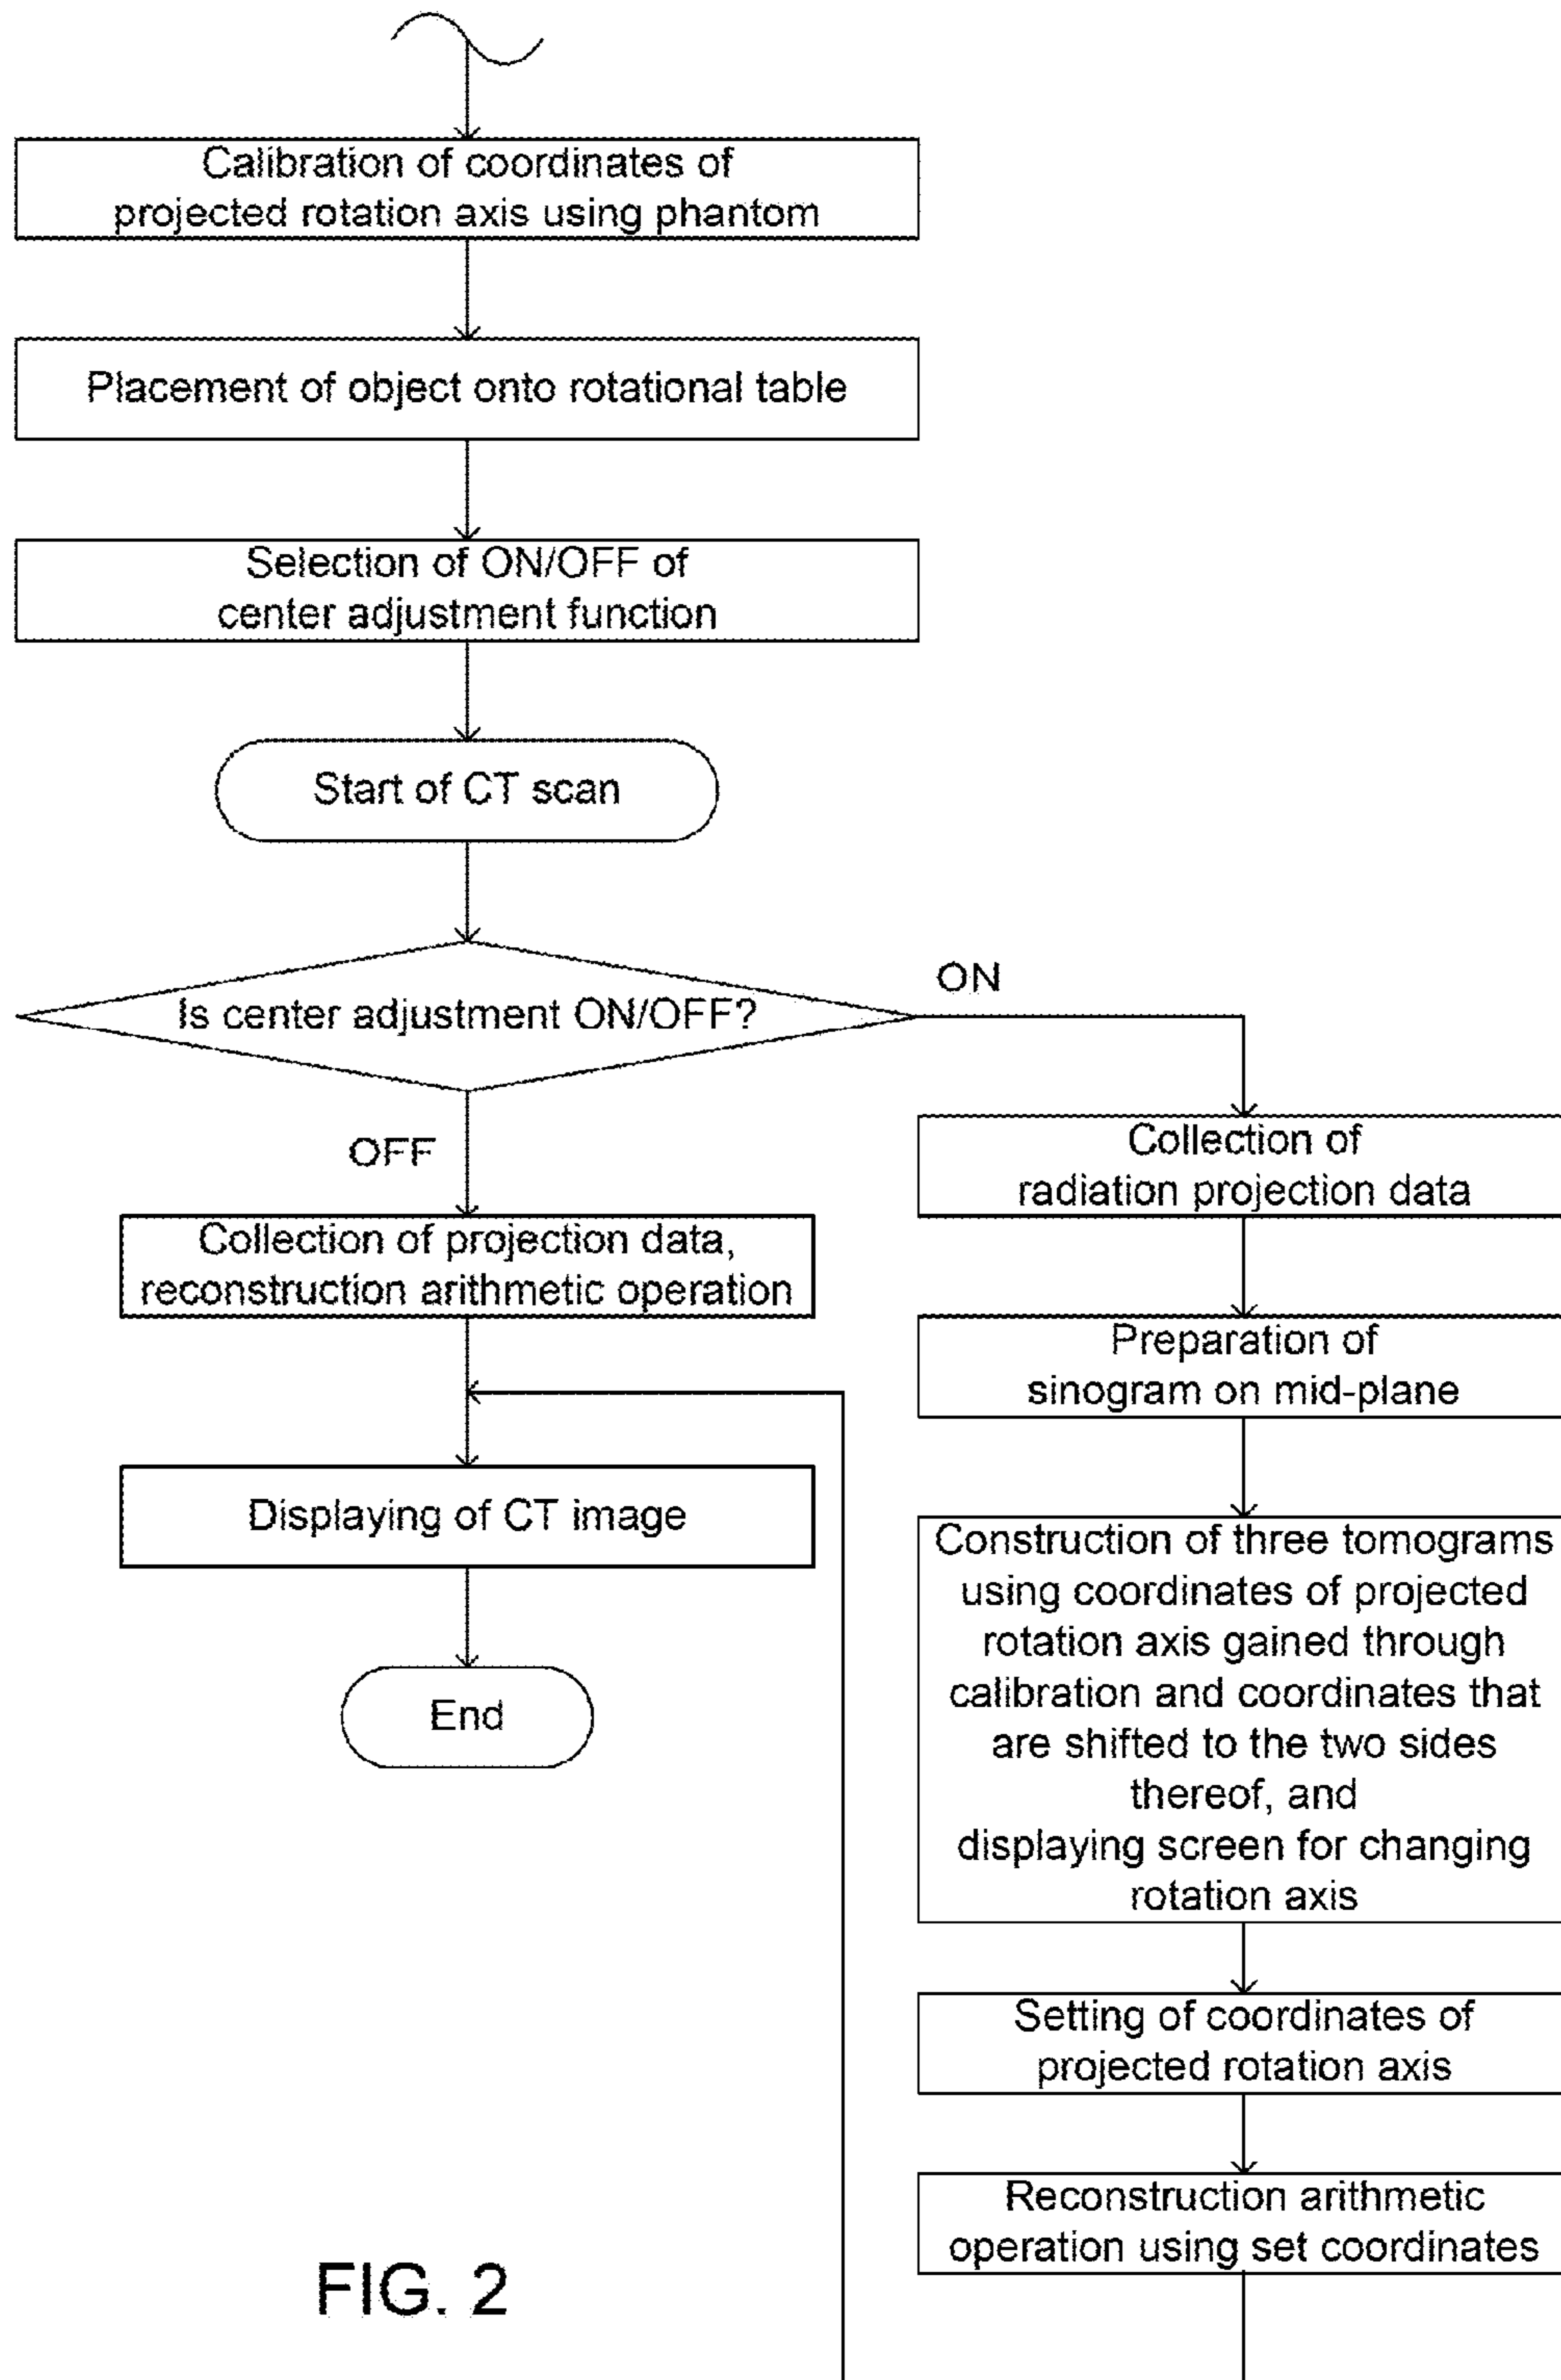 Calibration of coordinates of
projected rotation axis using phantom
Placement of object onto rotational table
Selection of ON/OFF of
center adjustment function
Start of CT scan
Is center adjustment ON/OFF?
ON
OFF
Collection of projection data,
reconstruction arithmetic operation
Displaying of CT image
End
Collection of
radiation projection data
Preparation of
sinogram on mid-plane
Construction of three tomograms
using coordinates of projected
rotation axis gained through
calibration and coordinates that
are shifted to the two sides
thereof, and
displaying screen for changing
rotation axis
Setting of coordinates of
projected rotation axis
Reconstruction arithmetic
operation using set coordinates
FIG. 2